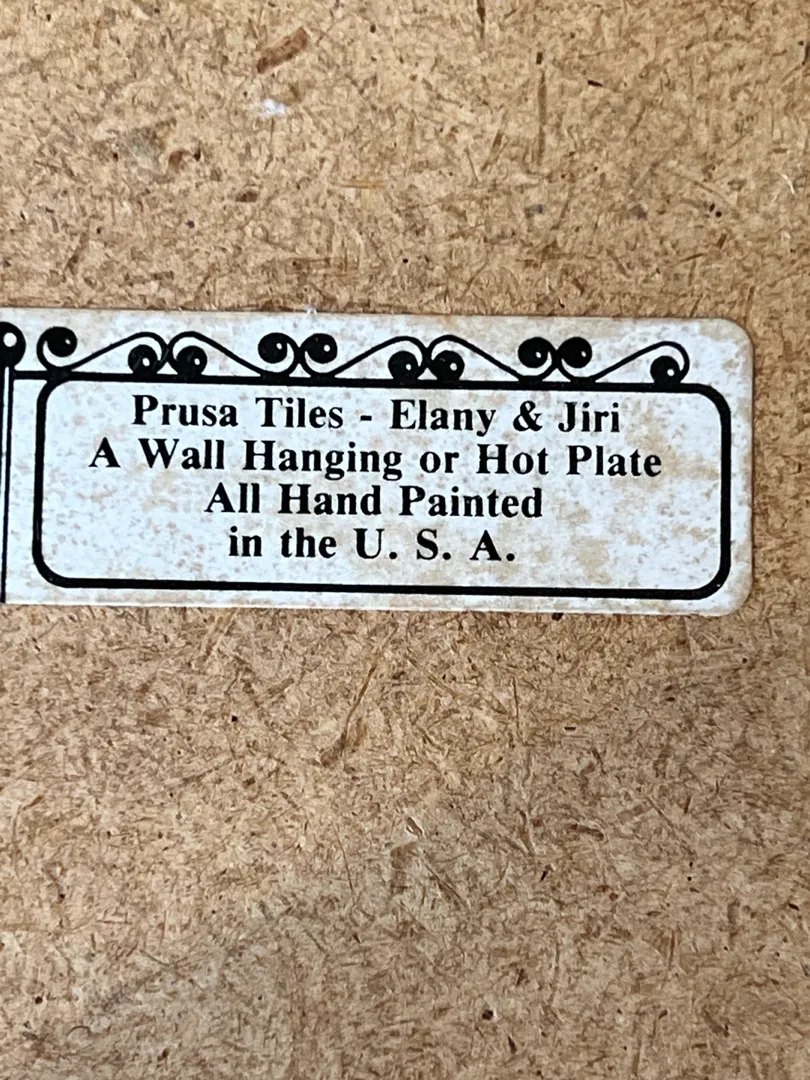 Prusa Tiles - Elany & Jiri
A Wall Hanging or Hot Plate
All Hand Painted
in the U. S. A.